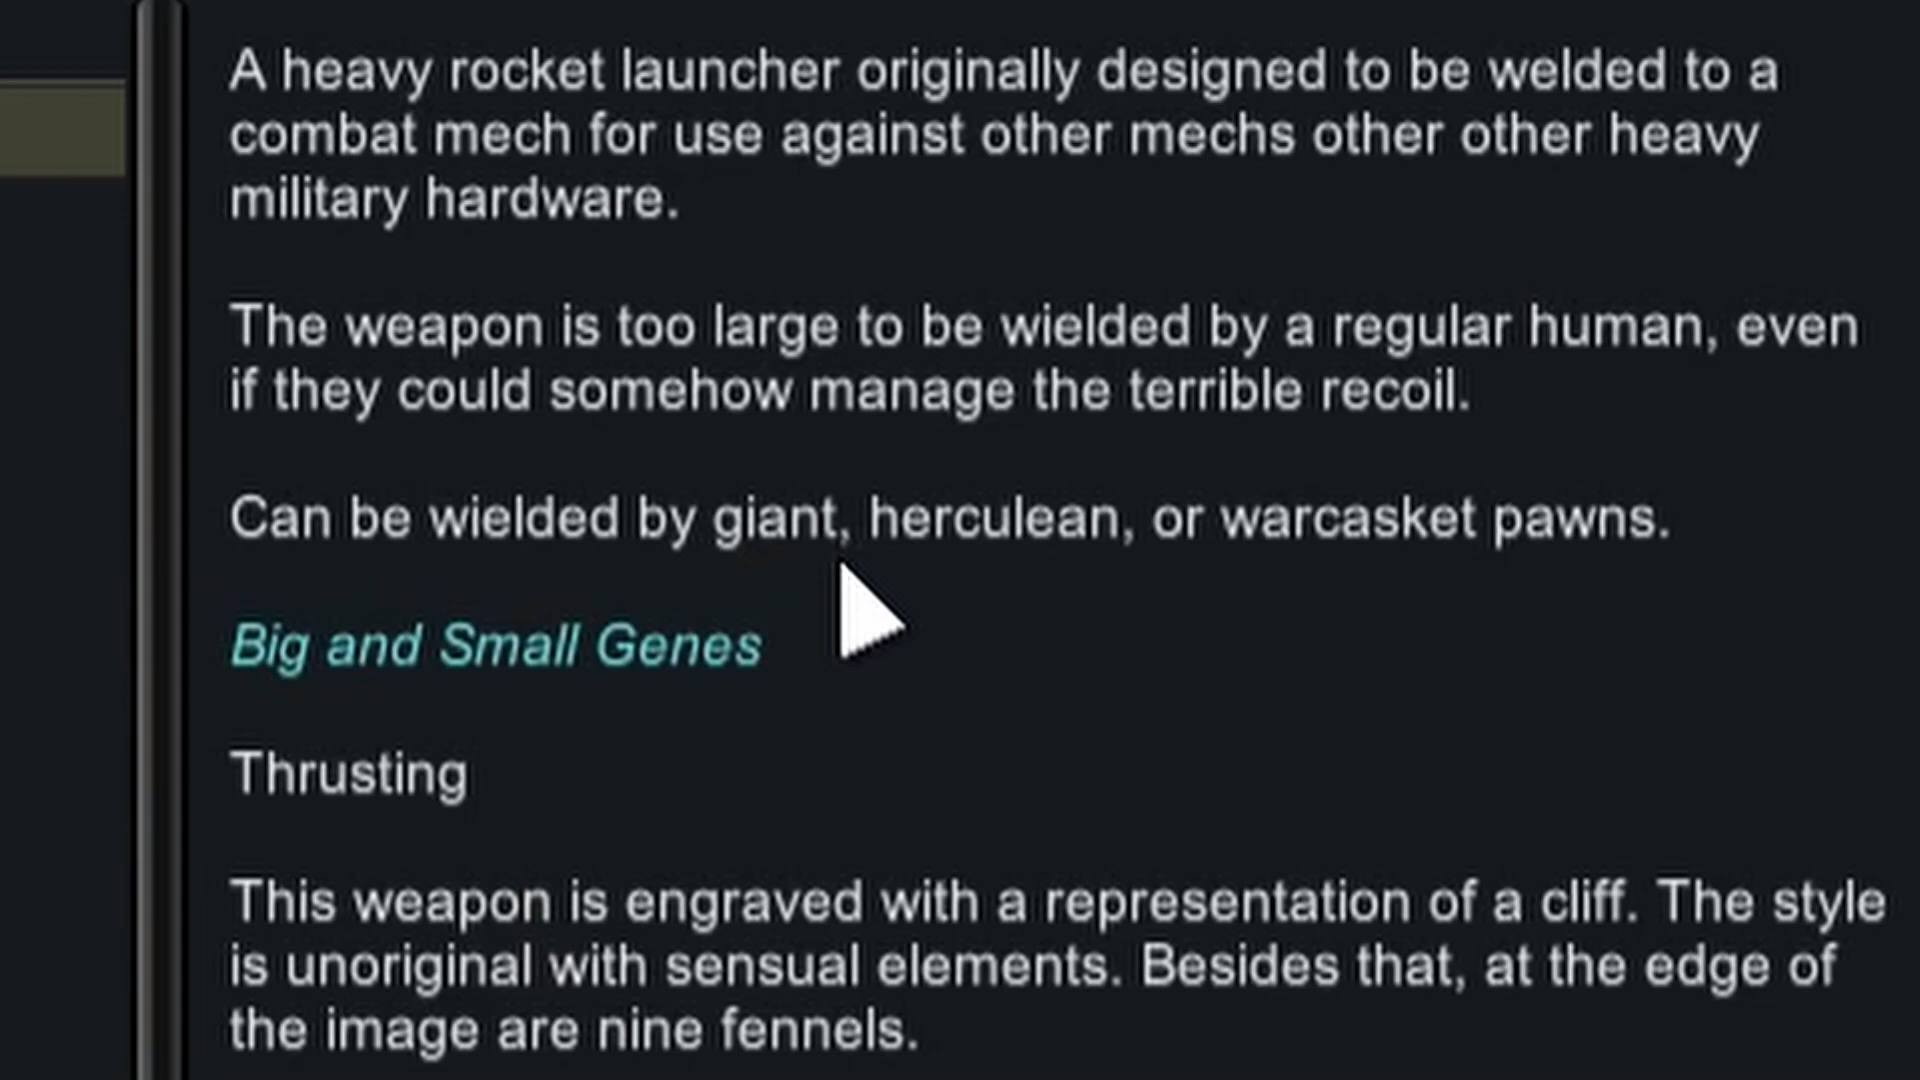 A heavy rocket launcher originally designed to be welded to a
combat mech for use against other mechs other other heavy
military hardware.
The weapon is too large to be wielded by a regular human, even
if they could somehow manage the terrible recoil.
Can be wielded by giant, herculean, or warcasket pawns.
Big and Small Genes
Thrusting
This weapon is engraved with a representation of a cliff. The style
is unoriginal with sensual elements. Besides that, at the edge of
the image are nine fennels.